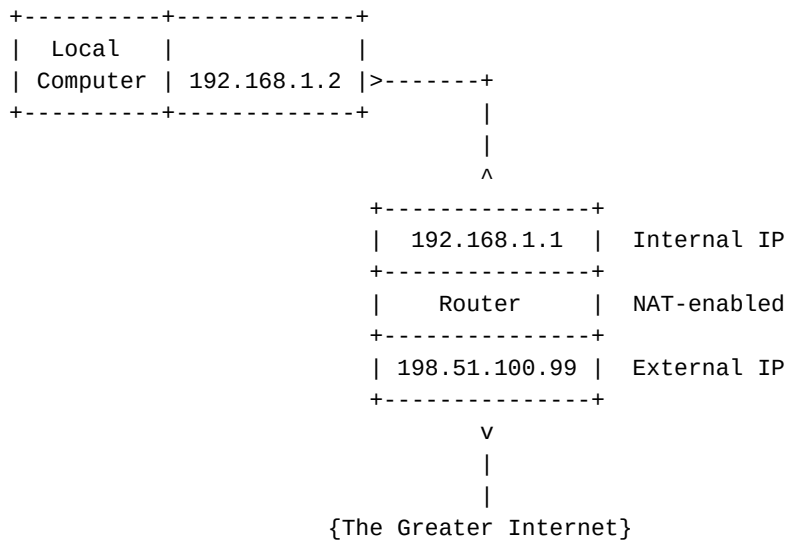 +----------+-------------+
|  Local   |             |
| Computer | 192.168.1.2 |>-------+
+----------+-------------+        |
                                  |
                                  ^
                          +---------------+
                          |  192.168.1.1  |  Internal IP
                          +---------------+
                          |    Router     |  NAT-enabled
                          +---------------+
                          | 198.51.100.99 |  External IP
                          +---------------+
                                  v
                                  |
                                  |
                       {The Greater Internet}